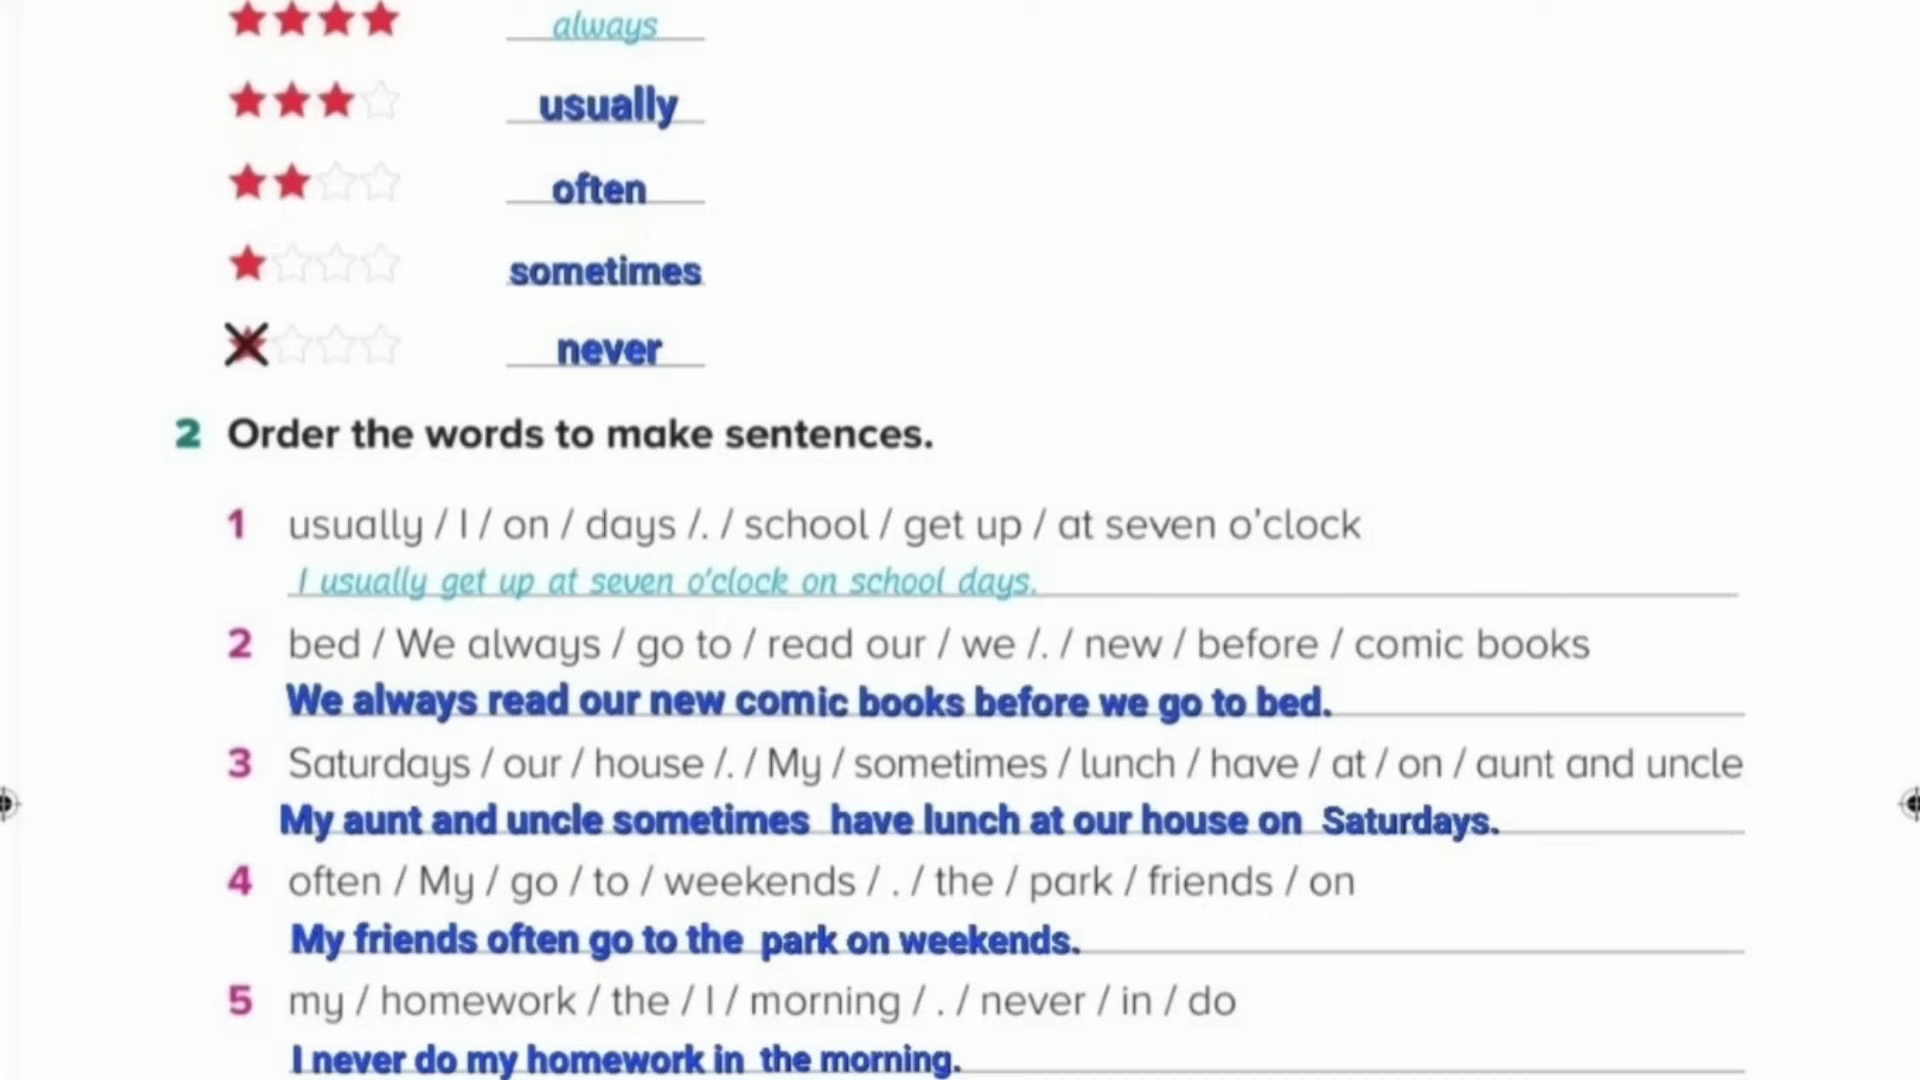 always
usually
often
sometimes
never
2 Order the words to make sentences.
1 usually / I / on / days /. / school / get up / at seven o'clock
I usually get up at seven o'clock on school days.
2 bed / We always / go to / read our / we /. / new / before / comic books
We always read our new comic books before we go to bed.
3 Saturdays / our / house /. / My / sometimes / lunch / have / at / on / aunt and uncle
My aunt and uncle sometimes have lunch at our house on Saturdays.
4 often / My / go / to / weekends / . / the / park / friends / on
My friends often go to the park on weekends.
5 my / homework / the / I / morning / . / never / in / do
I never do my homework in the morning.